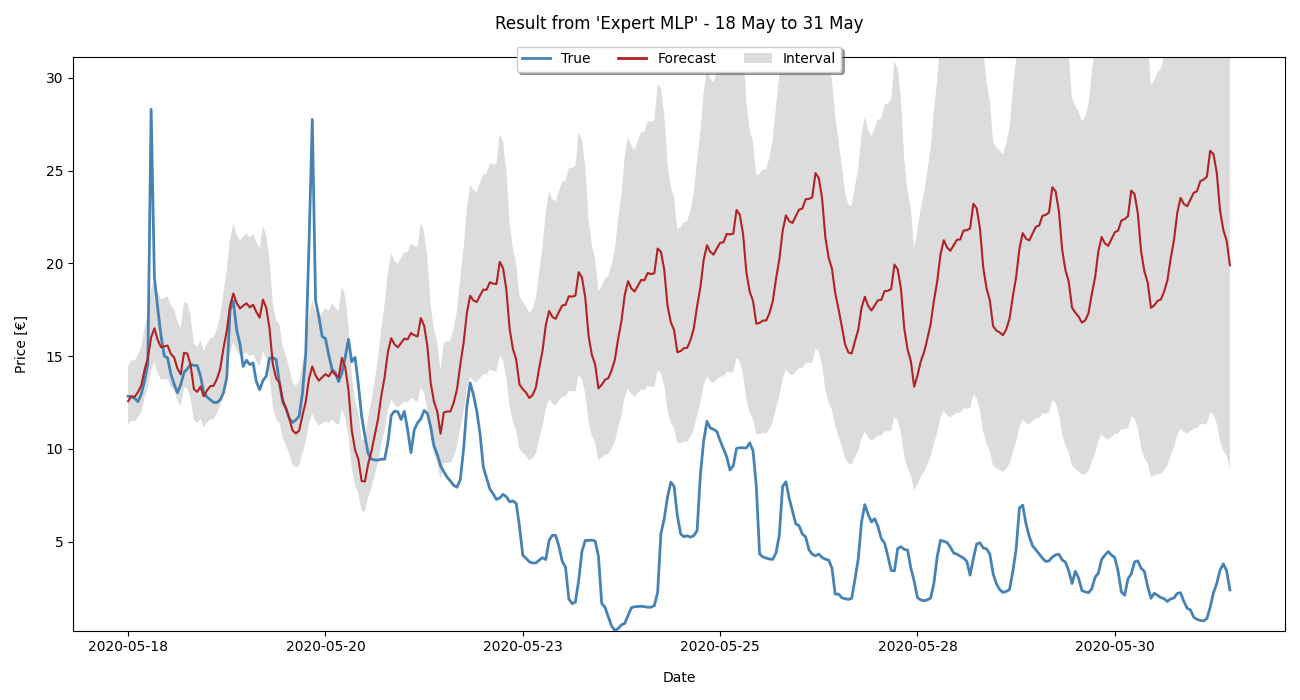 Result from 'Expert MLP' - 18 May to 31 May
True Forecast Interval
30
25
20
15
10
5
Price [€]
2020-05-18 2020-05-20 2020-05-23 2020-05-25 2020-05-28 2020-05-30
Date